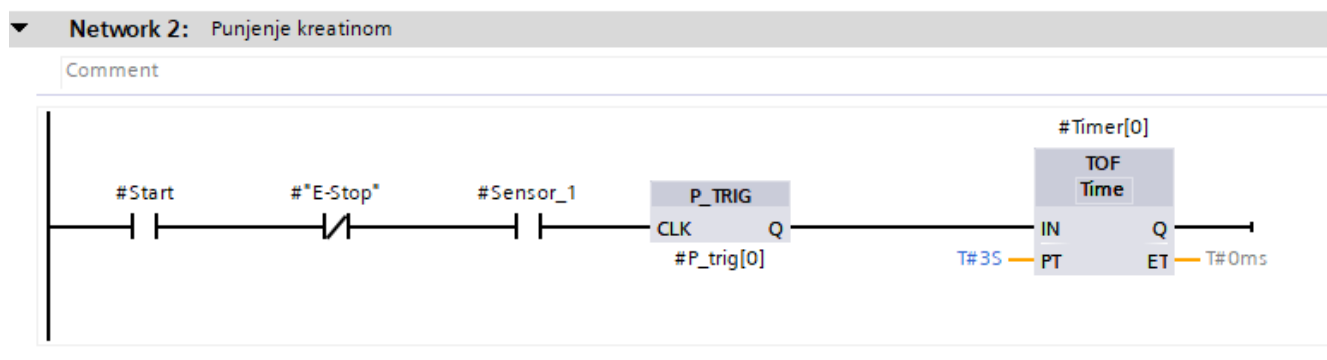 Network 2: Punjenje kreatinom
Comment
#Timer[0]
TOF
Time
#Start #"E-Stop" #Sensor_1 P_TRIG
CLK Q IN Q
#P_trig[0] T#3S PT ET T#0ms